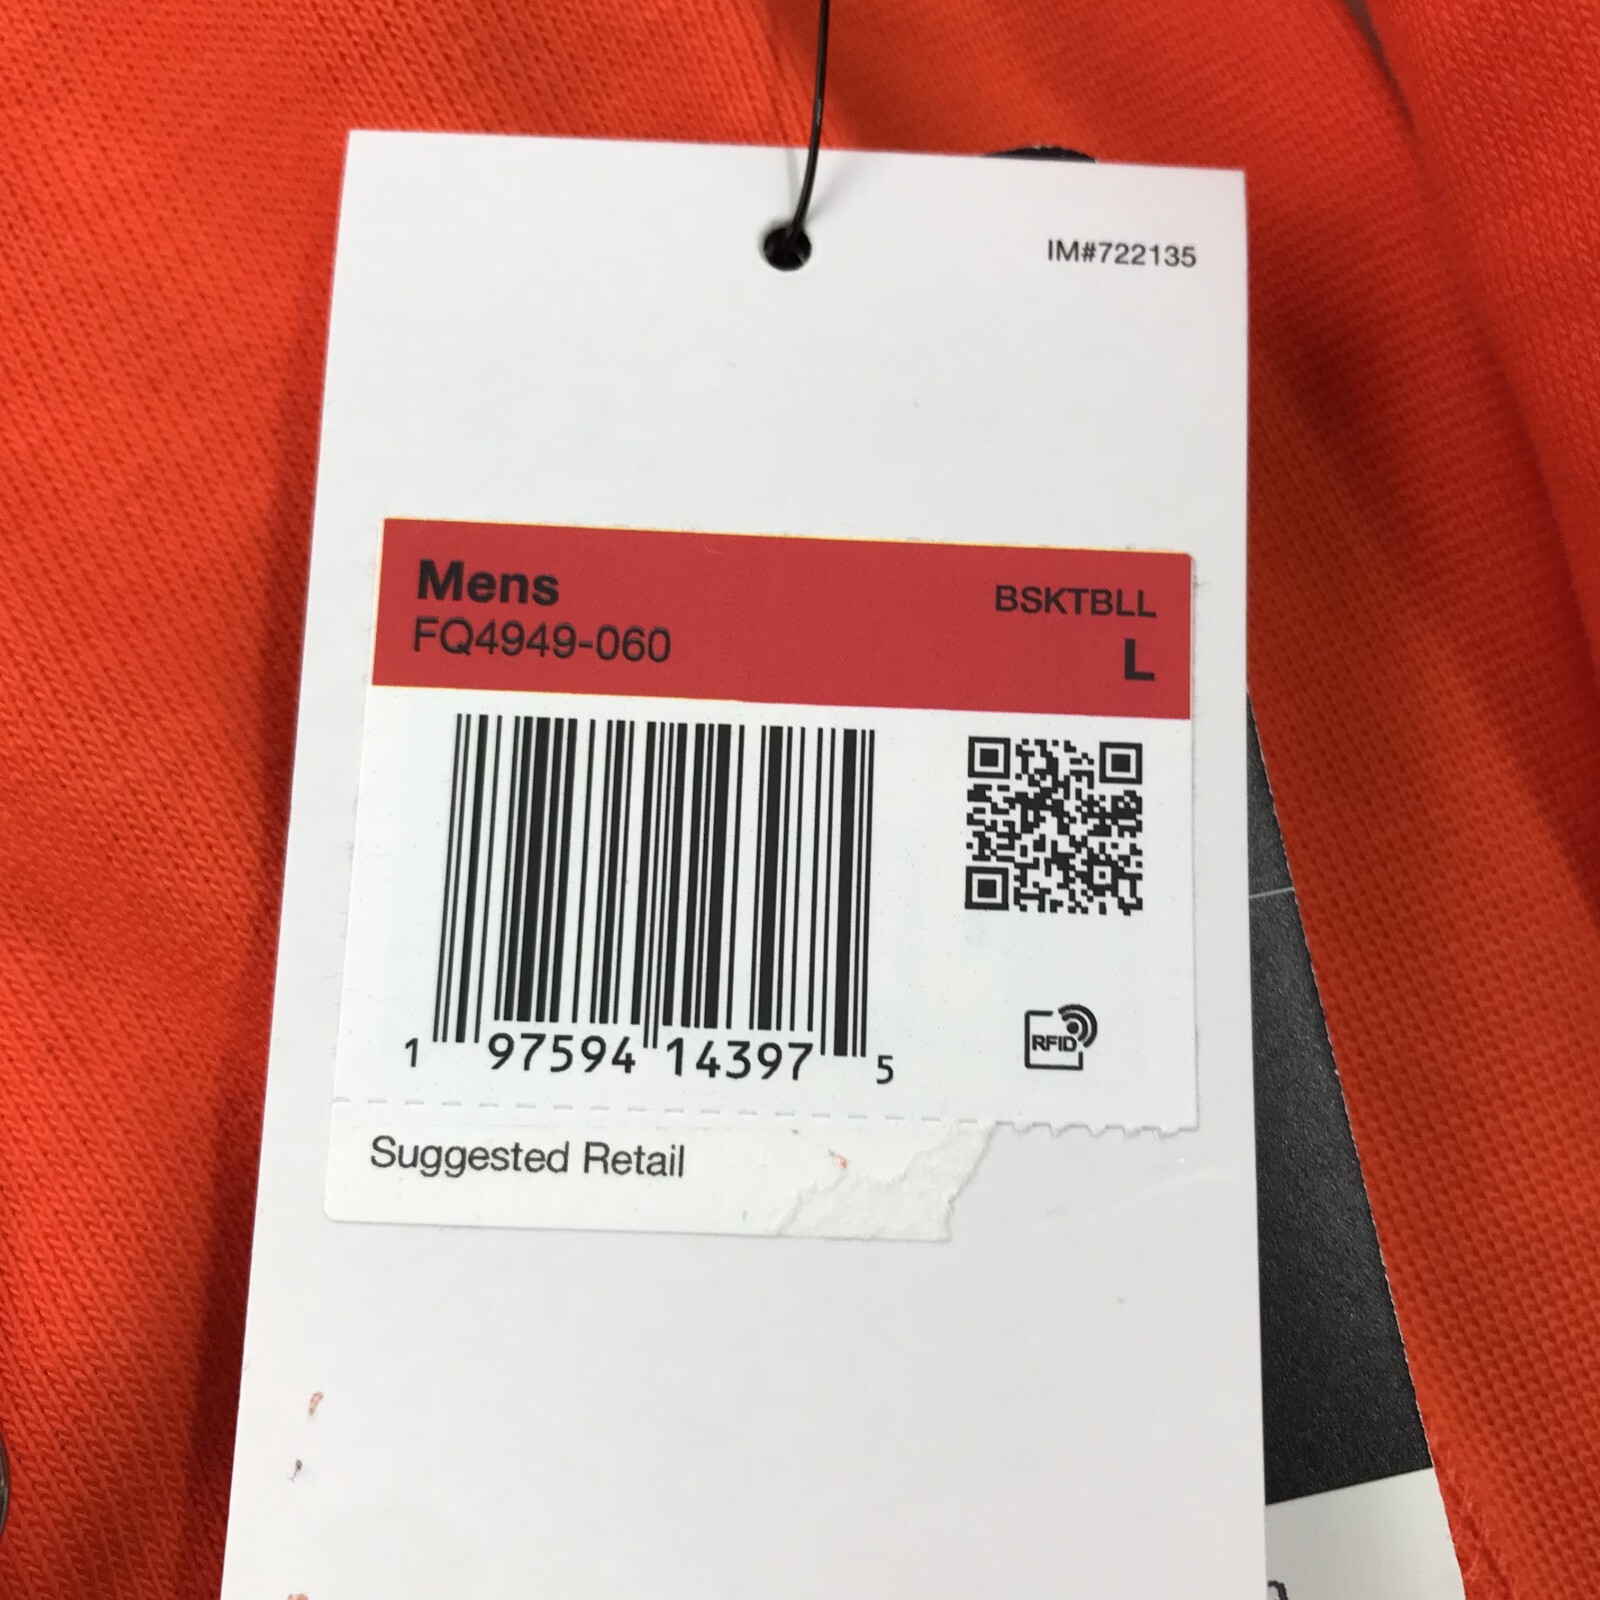 IM#722135
Mens
BSKTBLL
FQ4949-060
L
1 97594 14397 5
RFID
Suggested Retail